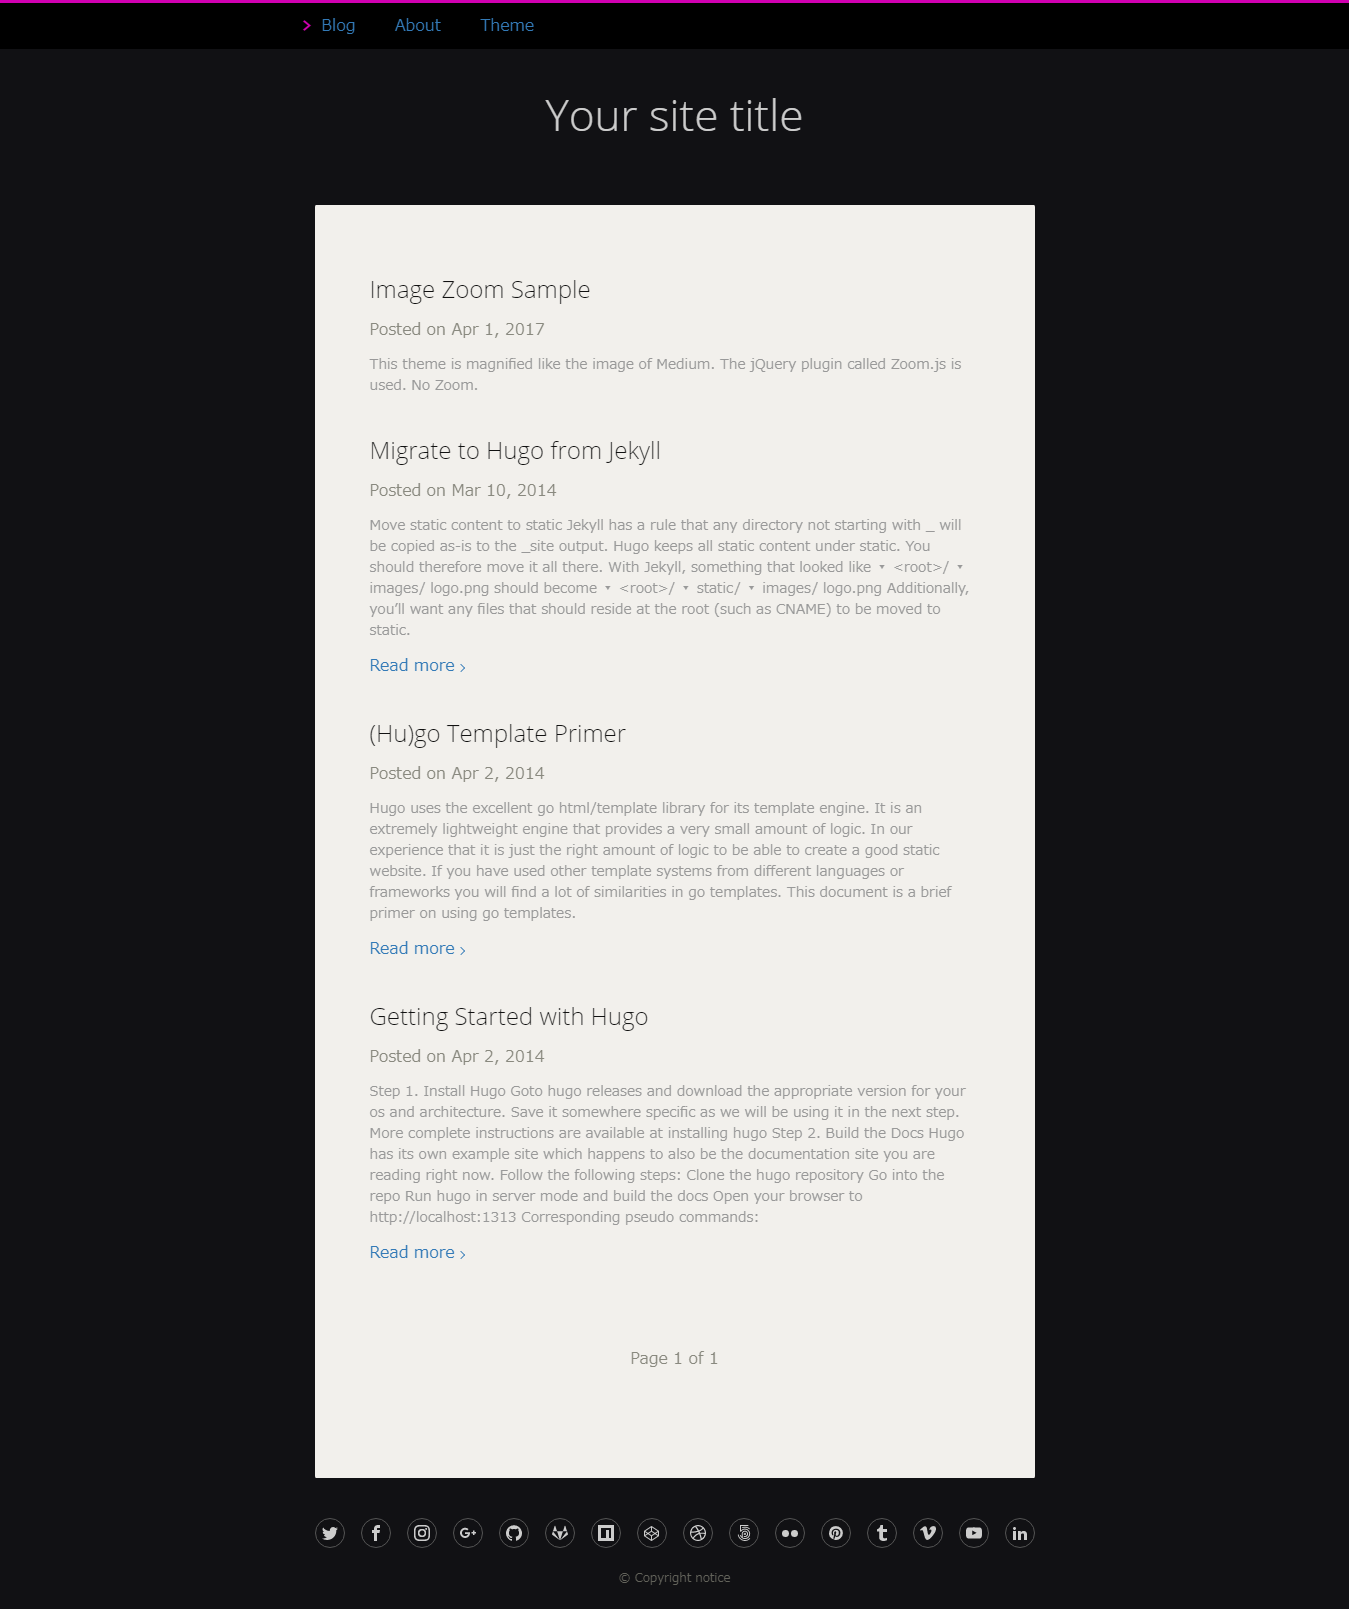 Blog About Theme
Your site title
Image Zoom Sample
Posted on Apr 1, 2017
This theme is magnified like the image of Medium. The jQuery plugin called Zoom.js is
used. No Zoom.
Migrate to Hugo from Jekyll
Posted on Mar 10, 2014
Move static content to static Jekyll has a rule that any directory not starting with _ will
be copied as-is to the _site output. Hugo keeps all static content under static. You
should therefore move it all there. With Jekyll, something that looked like ▾ <root>/ ▾
images/ logo.png should become ▾ <root>/ ▾ static/ ▾ images/ logo.png Additionally,
you’ll want any files that should reside at the root (such as CNAME) to be moved to
static.
Read more ›
(Hu)go Template Primer
Posted on Apr 2, 2014
Hugo uses the excellent go html/template library for its template engine. It is an
extremely lightweight engine that provides a very small amount of logic. In our
experience that it is just the right amount of logic to be able to create a good static
website. If you have used other template systems from different languages or
frameworks you will find a lot of similarities in go templates. This document is a brief
primer on using go templates.
Read more ›
Getting Started with Hugo
Posted on Apr 2, 2014
Step 1. Install Hugo Goto hugo releases and download the appropriate version for your
os and architecture. Save it somewhere specific as we will be using it in the next step.
More complete instructions are available at installing hugo Step 2. Build the Docs Hugo
has its own example site which happens to also be the documentation site you are
reading right now. Follow the following steps: Clone the hugo repository Go into the
repo Run hugo in server mode and build the docs Open your browser to
http://localhost:1313 Corresponding pseudo commands:
Read more ›
Page 1 of 1
© Copyright notice